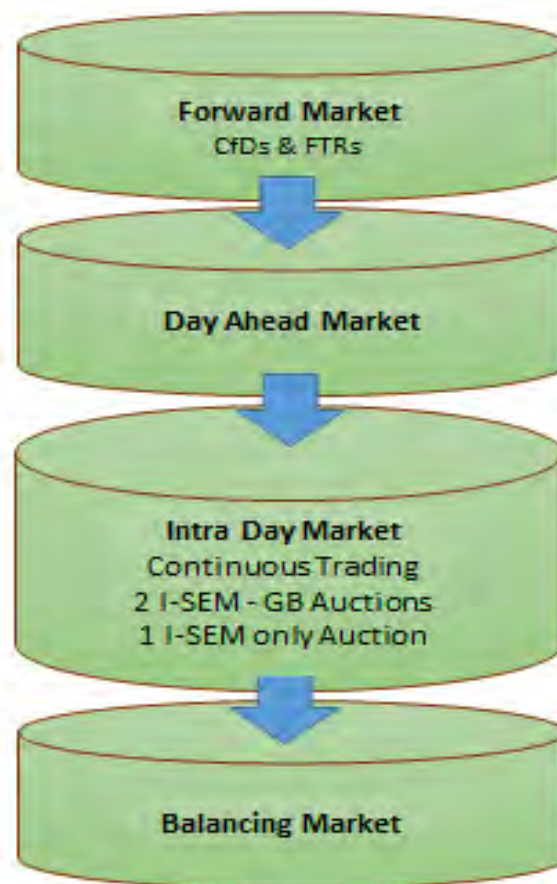 Forward Market
CfDs & FTRs
Day Ahead Market
Intra Day Market
Continuous Trading
2 I-SEM - GB Auctions
1 I-SEM only Auction
Balancing Market